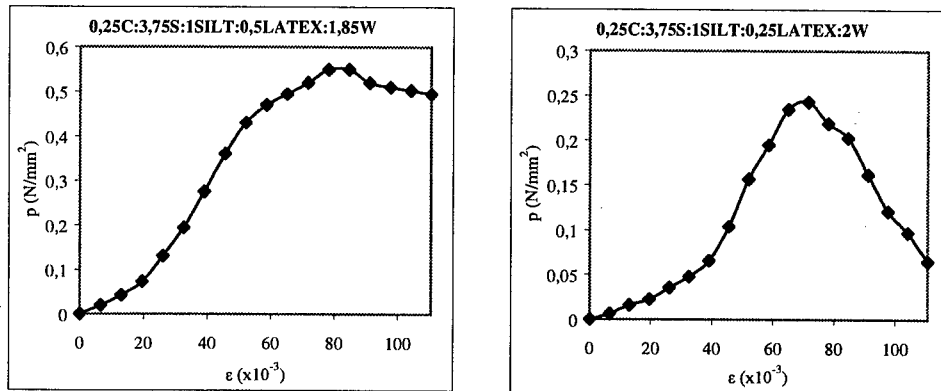 0,25C:3,75S:1SILT:0,5LATEX:1,85W
0,6
0,5
0,4
0,3
0,2
0,1
0
p (N/mm²)
0 20 40 60 80 100
ε (x10⁻³)
0,25C:3,75S:1SILT:0,25LATEX:2W
0,3
0,25
0,2
0,15
0,1
0,05
0
p (N/mm²)
0 20 40 60 80 100
ε (x10⁻³)